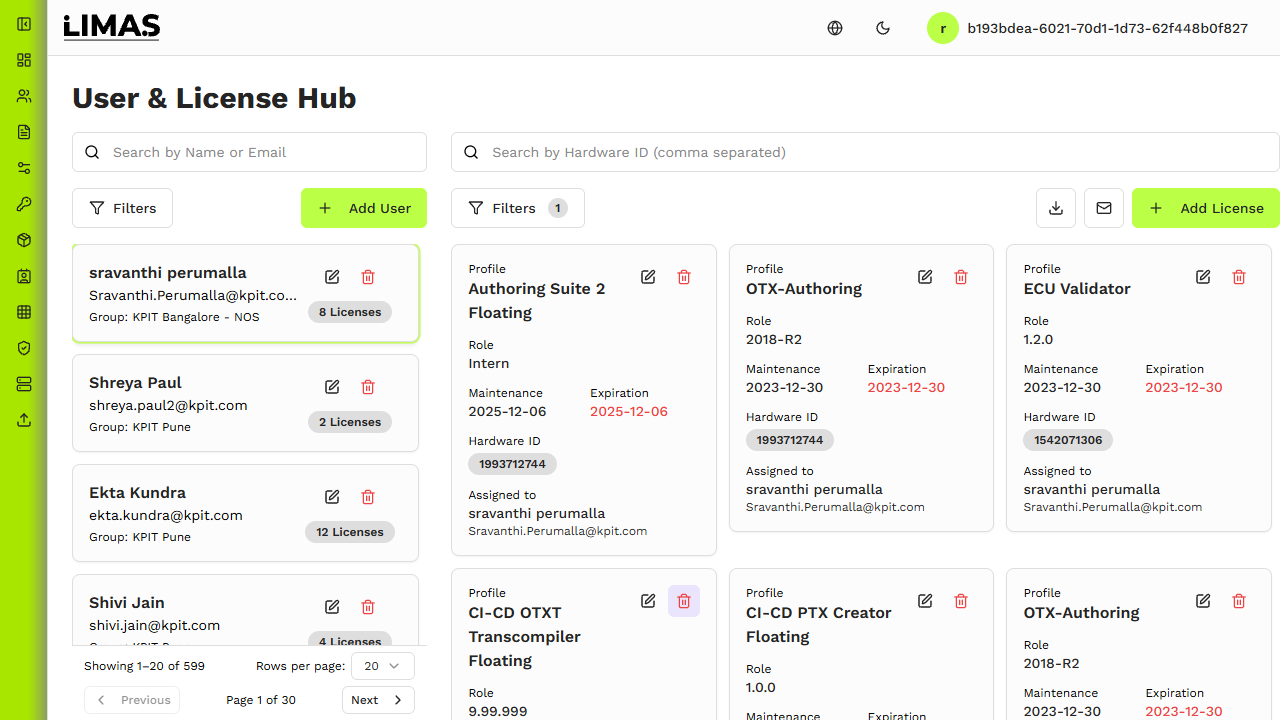 LIMAS
r
b193bdea-6021-70d1-1d73-62f448b0f827
User & License Hub
Search by Name or Email
Filters
Add User
sravanthi perumalla
Sravanthi.Perumalla@kpit.co...
Group: KPIT Bangalore - NOS
8 Licenses
Shreya Paul
shreya.paul2@kpit.com
Group: KPIT Pune
2 Licenses
Ekta Kundra
ekta.kundra@kpit.com
Group: KPIT Pune
12 Licenses
Shivi Jain
shivi.jain@kpit.com
4 Licenses
Showing 1–20 of 599
Rows per page:
20
Previous
Page 1 of 30
Next
Search by Hardware ID (comma separated)
Filters
1
Add License
Profile
Authoring Suite 2
Floating
Role
Intern
Maintenance
2025-12-06
Expiration
2025-12-06
Hardware ID
1993712744
Assigned to
sravanthi perumalla
Sravanthi.Perumalla@kpit.com
Profile
OTX-Authoring
Role
2018-R2
Maintenance
2023-12-30
Expiration
2023-12-30
Hardware ID
1993712744
Assigned to
sravanthi perumalla
Sravanthi.Perumalla@kpit.com
Profile
ECU Validator
Role
1.2.0
Maintenance
2023-12-30
Expiration
2023-12-30
Hardware ID
1542071306
Assigned to
sravanthi perumalla
Sravanthi.Perumalla@kpit.com
Profile
CI-CD OTXT
Transcompiler
Floating
Role
9.99.999
Profile
CI-CD PTX Creator
Floating
Role
1.0.0
Maintenance
Expiration
Profile
OTX-Authoring
Role
2018-R2
Maintenance
2023-12-30
Expiration
2023-12-30